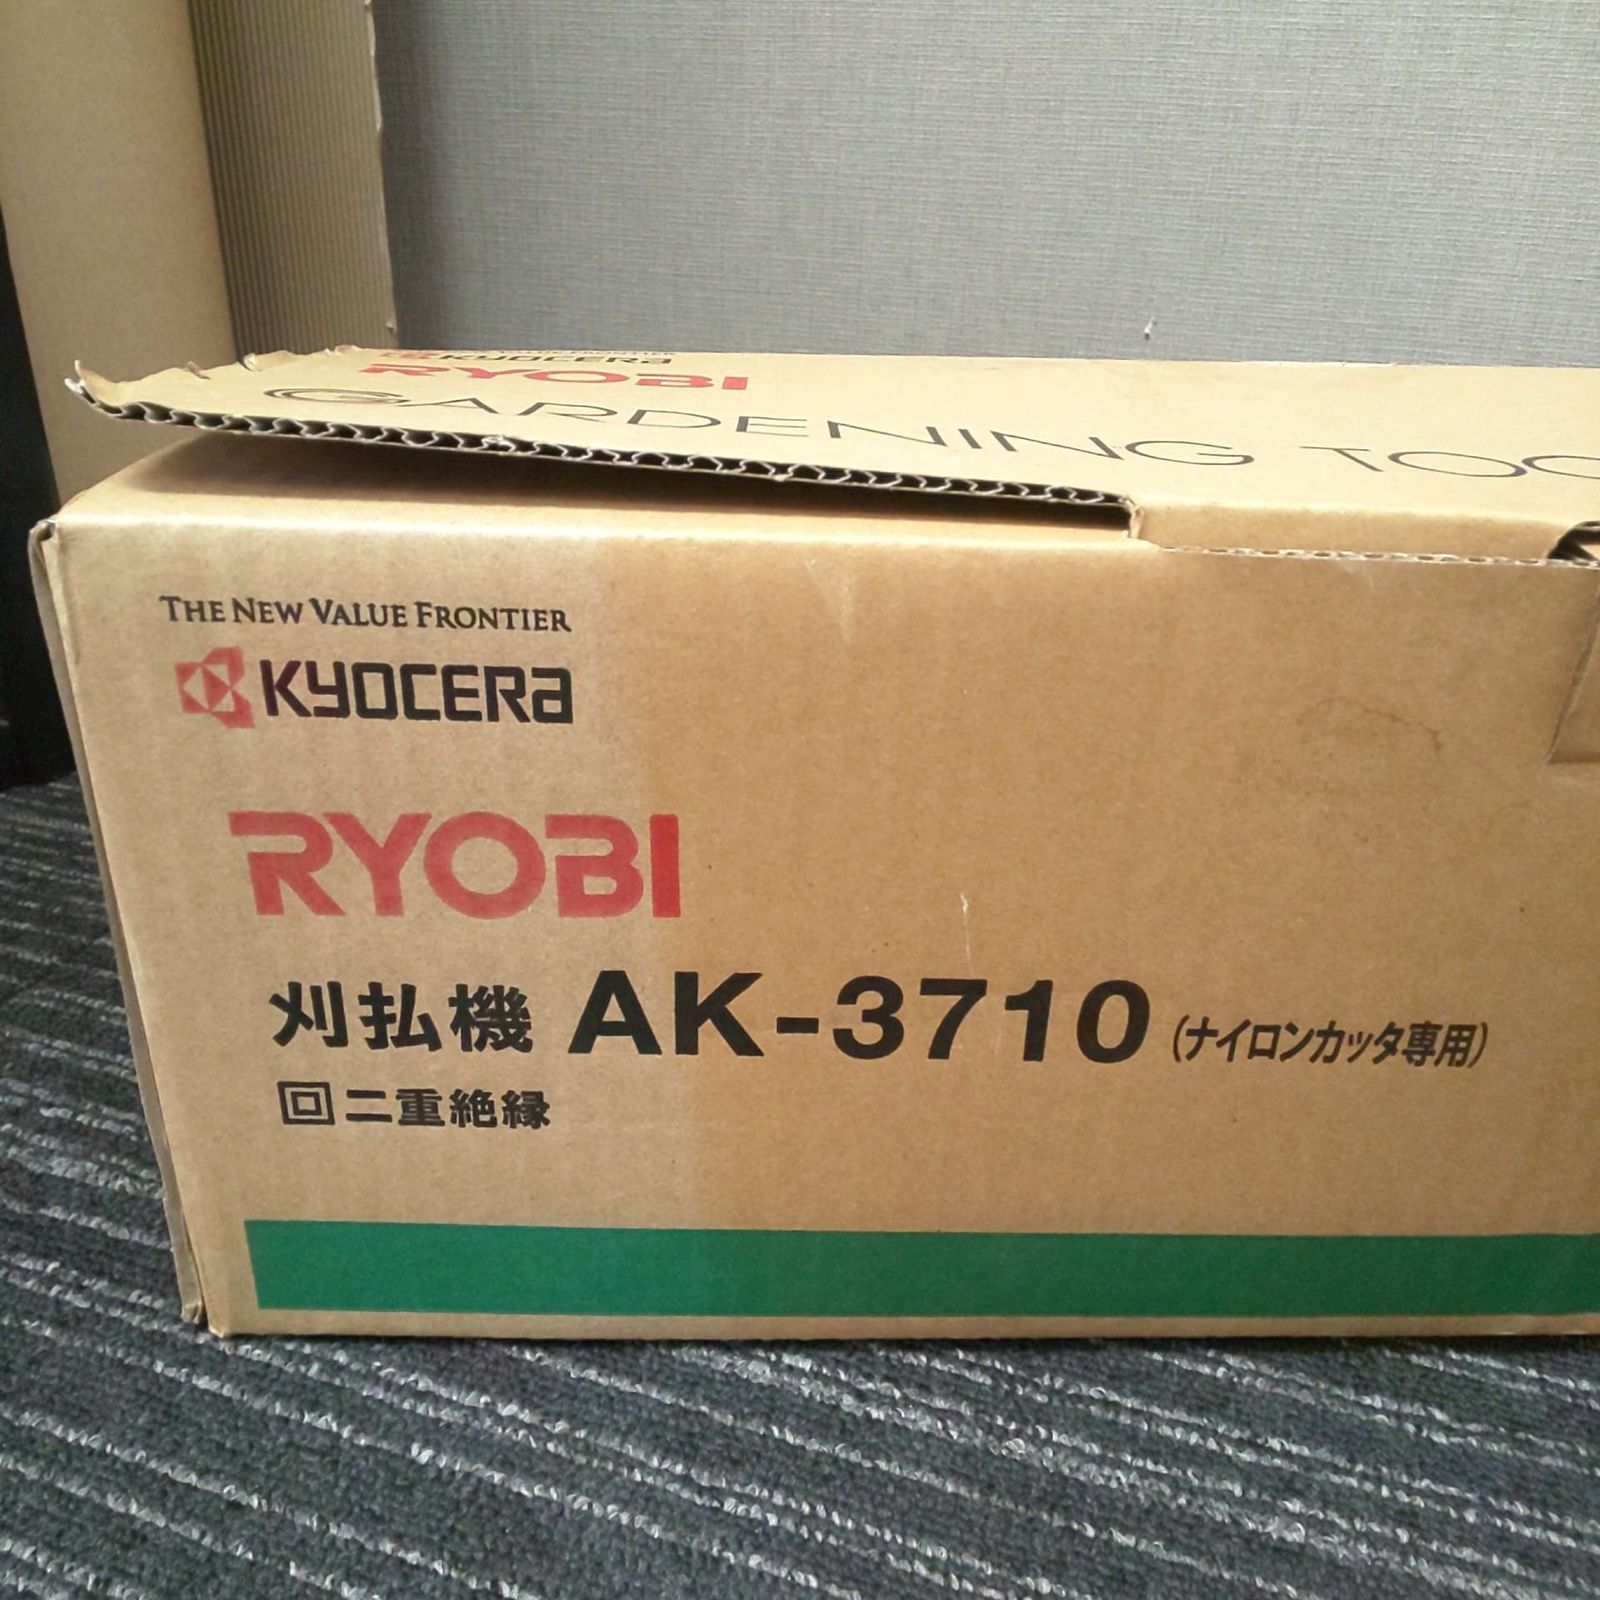 KYOCERA
RYOBI
GARDENING TOO
THE NEW VALUE FRONTIER
KYOCERA
RYOBI
刈払機 AK-3710 (ナイロンカッタ専用)
回 二重絶縁